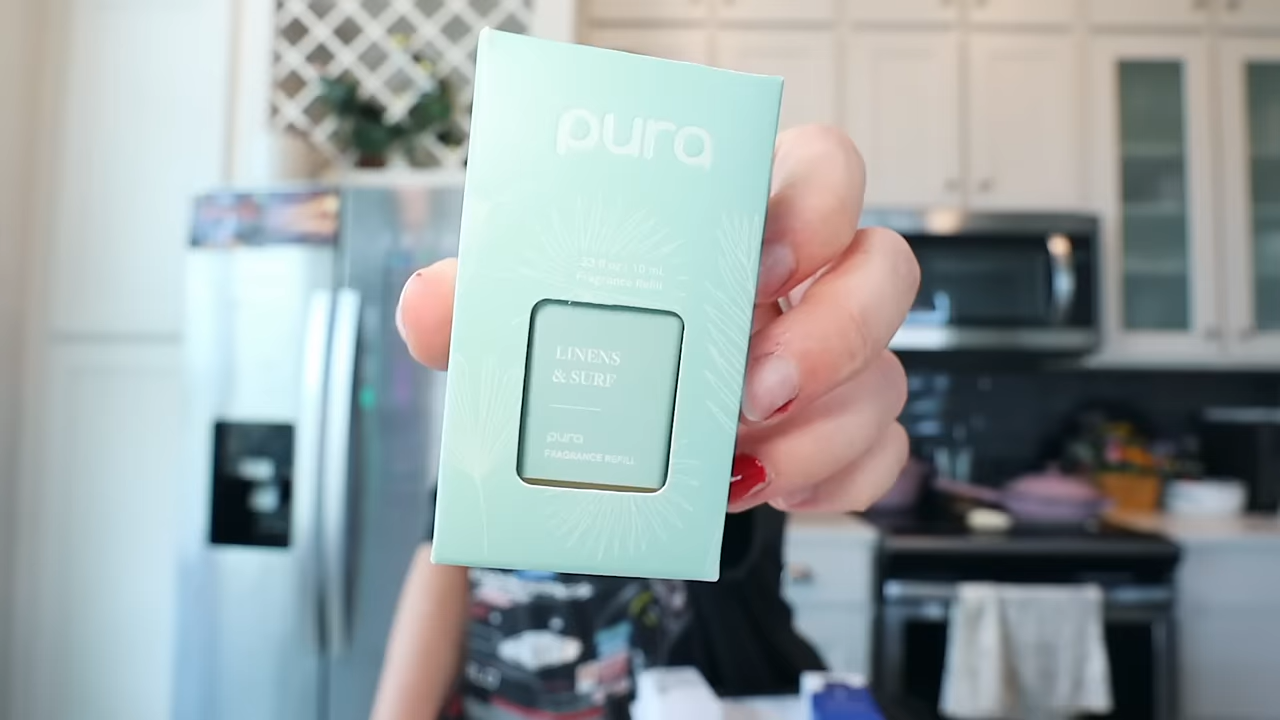 pura
.33 fl oz | 10 mL
Fragrance Refill
LINENS
& SURF
pura
FRAGRANCE REFILL